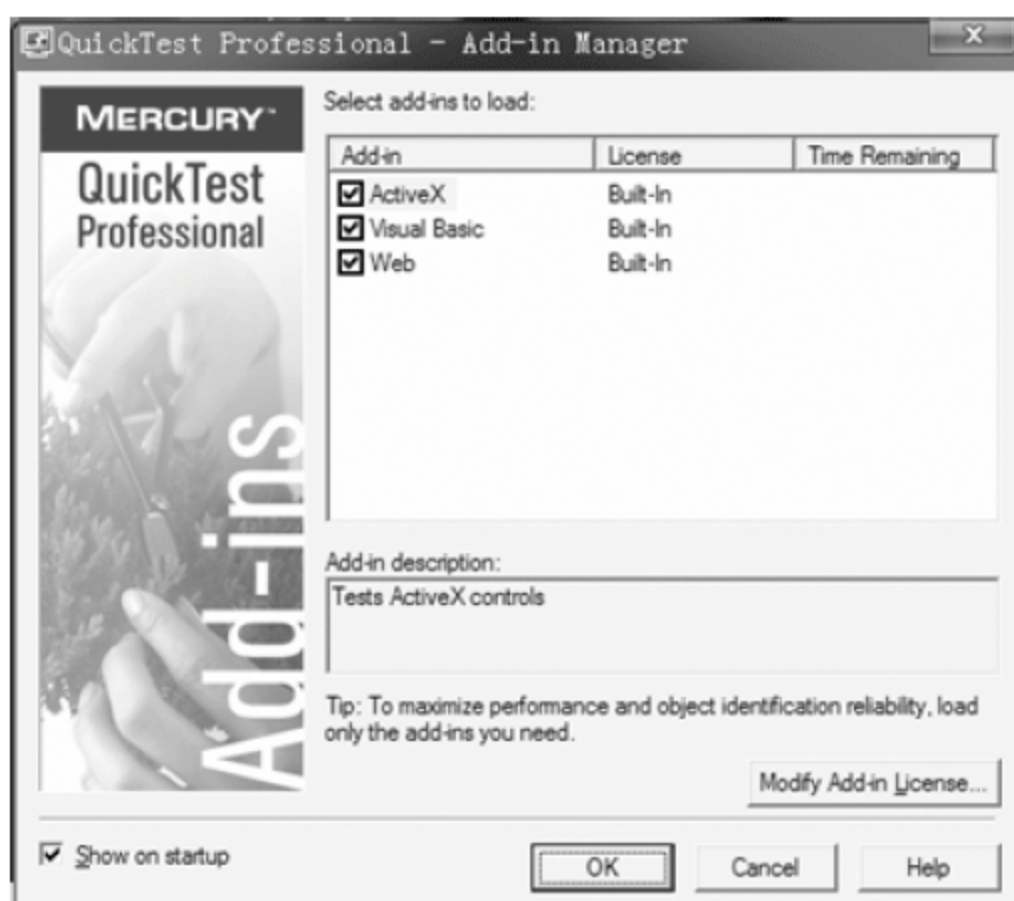 QuickTest Professional - Add-in Manager
MERCURY™
QuickTest
Professional
Add-ins
Select add-ins to load:
Add-in License Time Remaining
ActiveX Built-In
Visual Basic Built-In
Web Built-In
Add-in description:
Tests ActiveX controls
Tip: To maximize performance and object identification reliability, load
only the add-ins you need.
Modify Add-in License...
Show on startup
OK Cancel Help